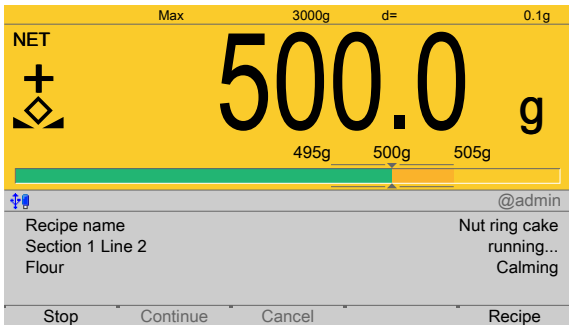 Max 3000g d= 0.1g
NET
500.0 g
495g 500g 505g
@admin
Recipe name Nut ring cake
Section 1 Line 2 running...
Flour Calming
Stop Continue Cancel Recipe